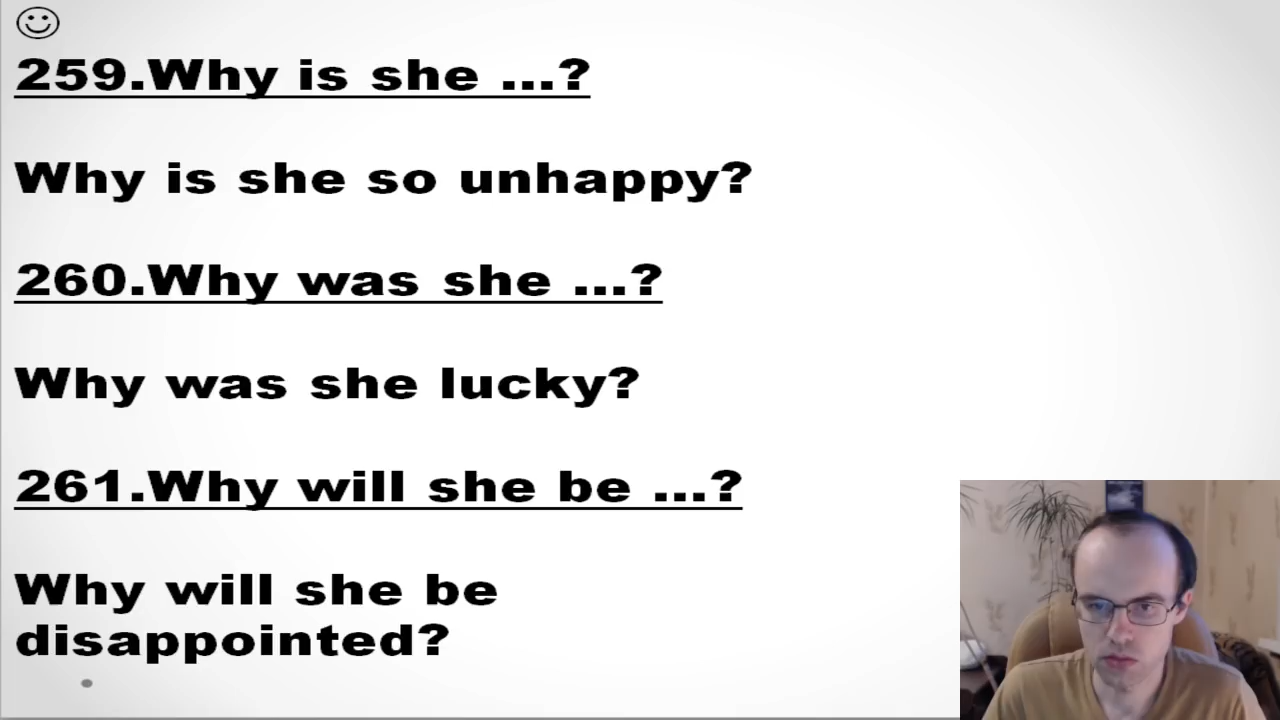 259.Why is she ...?
Why is she so unhappy?
260.Why was she ...?
Why was she lucky?
261.Why will she be ...?
Why will she be
disappointed?